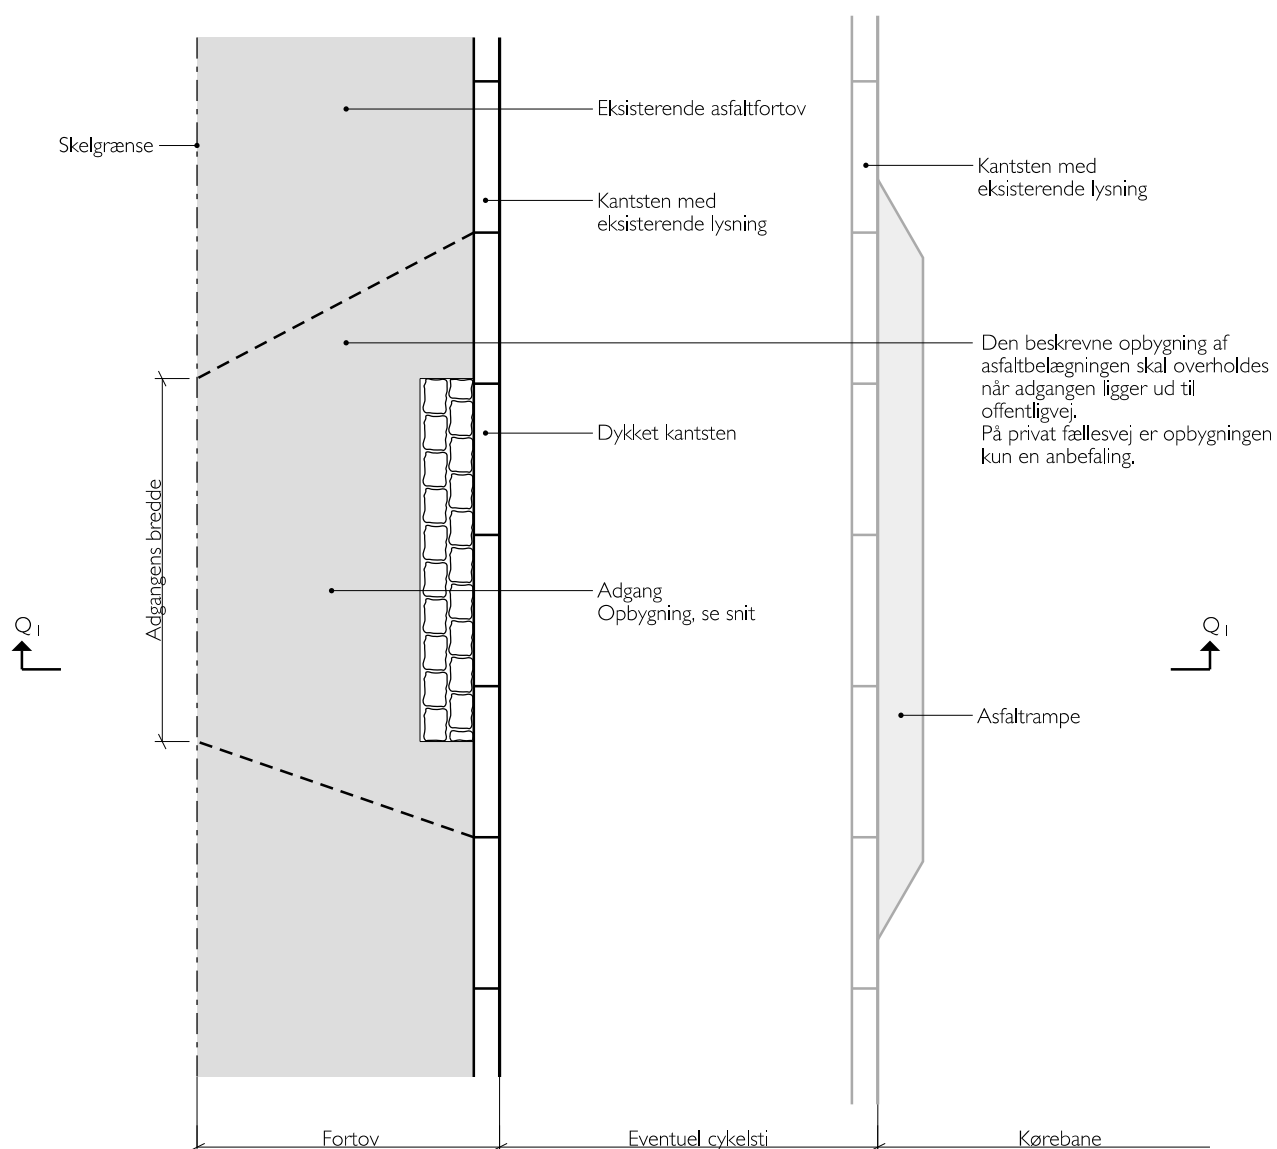 Eksisterende asfaltfortov
Skelgrænse
Kantsten med
eksisterende lysning
Kantsten med
eksisterende lysning
Den beskrevne opbygning af
asfaltbelægningen skal overholdes
når adgangen ligger ud til
offentligvej.
På privat fællesvej er opbygningen
kun en anbefaling.
Dykket kantsten
Adgangens bredde
Adgang
Opbygning, se snit
Q1
Q1
Asfaltrampe
Fortov
Eventuel cykelsti
Kørebane